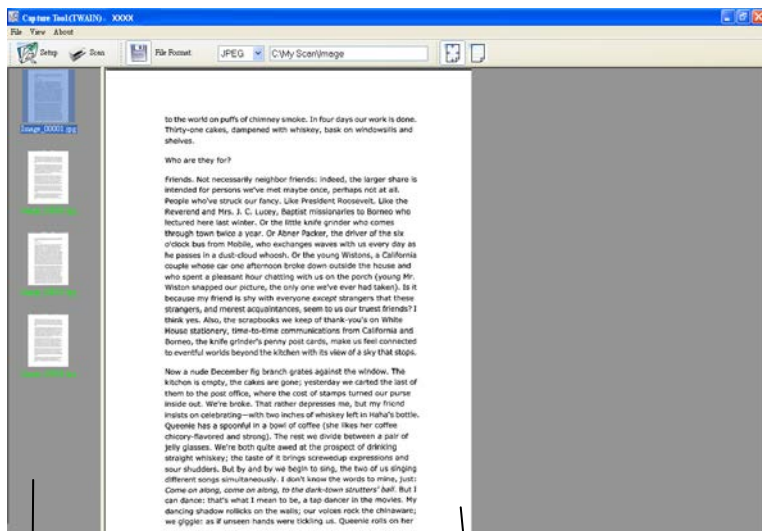 Capture Tool(TWAIN) - XXXX
File View About
Setup Scan File Format JPEG C:\My Scan\Image
Image_00001.jpg
to the world on puffs of chimney smoke. In four days our work is done.
Thirty-one cakes, dampened with whiskey, bask on windowsills and
shelves.
Who are they for?
Friends. Not necessarily neighbor friends: indeed, the larger share is
intended for persons we've met maybe once, perhaps not at all.
People who've struck our fancy. Like President Roosevelt. Like the
Reverend and Mrs. J. C. Lucey, Baptist missionaries to Borneo who
lectured here last winter. Or the little knife grinder who comes
through town twice a year. Or Abner Packer, the driver of the six
o'clock bus from Mobile, who exchanges waves with us every day as
he passes in a dust-cloud whoosh. Or the young Wistons, a California
couple whose car one afternoon broke down outside the house and
who spent a pleasant hour chatting with us on the porch (young Mr.
Wiston snapped our picture, the only one we've ever had taken). Is it
because my friend is shy with everyone except strangers that these
strangers, and merest acquaintances, seem to us our truest friends? I
think yes. Also, the scrapbooks we keep of thank-you's on White
House stationery, time-to-time communications from California and
Borneo, the knife grinder's penny post cards, make us feel connected
to eventful worlds beyond the kitchen with its view of a sky that stops.
Now a nude December fig branch grates against the window. The
kitchen is empty, the cakes are gone; yesterday we carted the last of
them to the post office, where the cost of stamps turned our purse
inside out. We're broke. That rather depresses me, but my friend
insists on celebrating—with two inches of whiskey left in Haha's bottle.
Queenie has a spoonful in a bowl of coffee (she likes her coffee
chicory-flavored and strong). The rest we divide between a pair of
jelly glasses. We're both quite awed at the prospect of drinking
straight whiskey; the taste of it brings screwedup expressions and
sour shudders. But by and by we begin to sing, the two of us singing
different songs simultaneously. I don't know the words to mine, just:
Come on along, come on along, to the dark-town strutters' ball. But I
can dance: that's what I mean to be, a tap dancer in the movies. My
dancing shadow rollicks on the walls; our voices rock the chinaware;
we giggle: as if unseen hands were tickling us. Queenie rolls on her